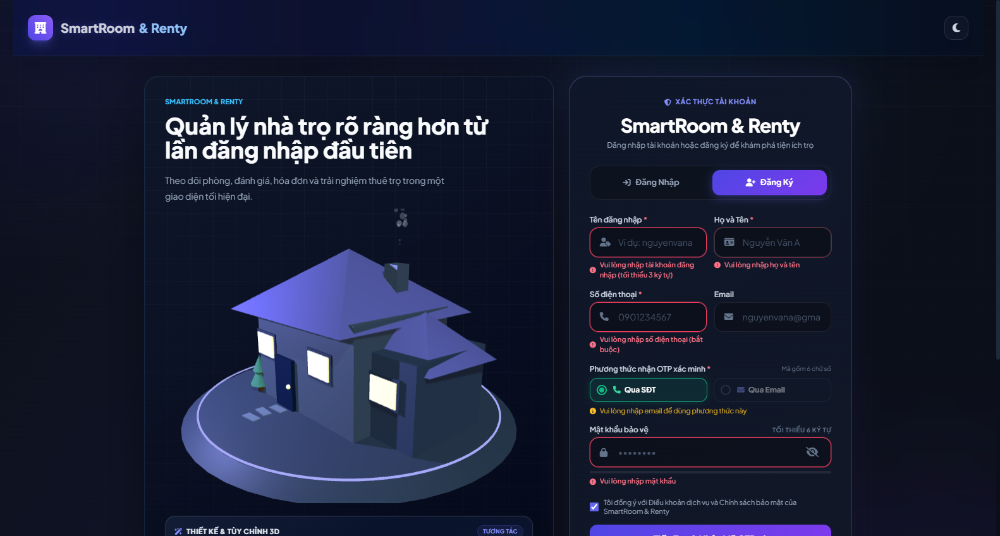 SmartRoom & Renty
SMARTROOM & RENTY
Quản lý nhà trọ rõ ràng hơn từ
lần đăng nhập đầu tiên
Theo dõi phòng, đánh giá, hóa đơn và trải nghiệm thuê trọ trong một
giao diện tối hiện đại.
THIẾT KẾ & TÙY CHỈNH 3D
TƯƠNG TÁC
XÁC THỰC TÀI KHOẢN
SmartRoom & Renty
Đăng nhập tài khoản hoặc đăng ký để khám phá tiện ích trọ
Đăng Nhập
Đăng Ký
Tên đăng nhập *
Họ và Tên *
Ví dụ: nguyenvana
Nguyễn Văn A
Vui lòng nhập tài khoản đăng
nhập (tối thiểu 3 ký tự)
Vui lòng nhập họ và tên
Số điện thoại *
Email
0901234567
nguyenvana@gma
Vui lòng nhập số điện thoại (bắt
buộc)
Phương thức nhận OTP xác minh *
Mã gồm 6 chữ số
Qua SĐT
Qua Email
Vui lòng nhập email để dùng phương thức này
Mật khẩu bảo vệ
TỐI THIỂU 6 KÝ TỰ
••••••••
Vui lòng nhập mật khẩu
Tôi đồng ý với Điều khoản dịch vụ và Chính sách bảo mật của
SmartRoom & Renty